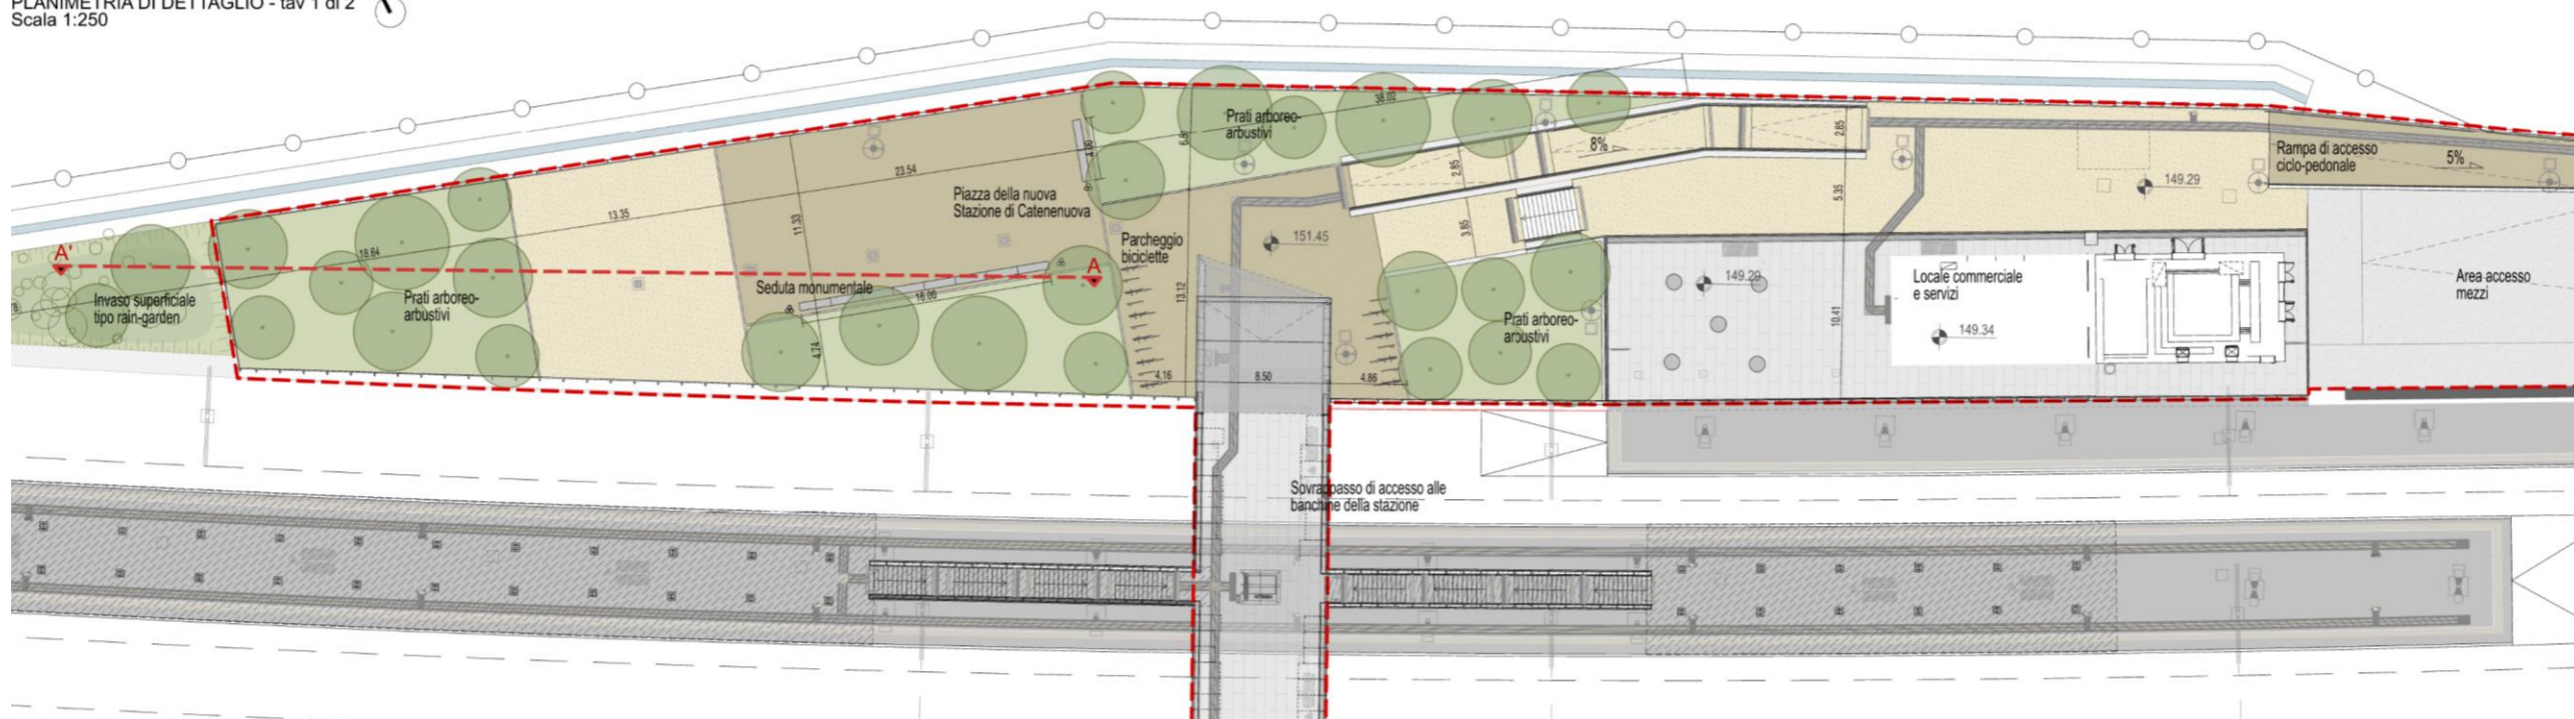 PLANIMETRIA DI DETTAGLIO - tav 1 di 2
Scala 1:250
38.02
Prati arboreo-
arbustivi
6.51
4.00
2.85
8%
2.85
Rampa di accesso
ciclo-pedonale
5%
23.54
Piazza della nuova
Stazione di Catenenuova
149.29
5.35
13.35
11.33
3.85
Parcheggio
biciclette
151.45
A'
18.64
A
Invaso superficiale
tipo rain-garden
Prati arboreo-
arbustivi
Seduta monumentale
16.00
13.12
149.29
Locale commerciale
e servizi
Area accesso
mezzi
Prati arboreo-
arbustivi
10.41
149.34
4.74
4.16
8.50
4.86
Sovrappasso di accesso alle
banchine della stazione